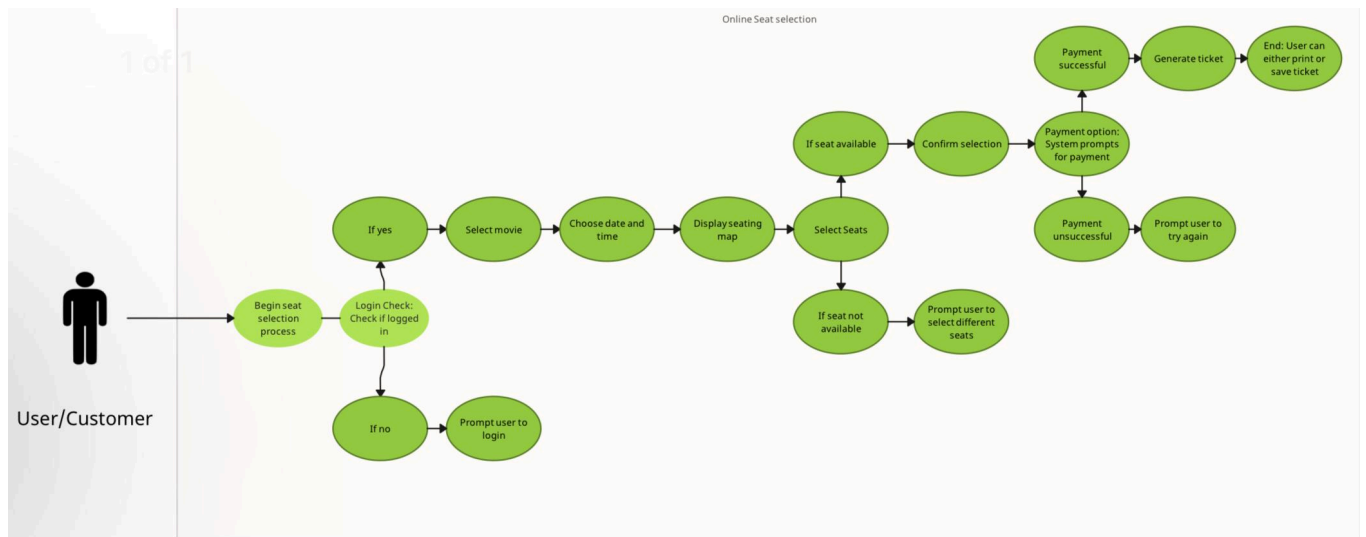 Online Seat selection
1 of 1
Payment
successful
Generate ticket
End: User can
either print or
save ticket
If seat available
Confirm selection
Payment option:
System prompts
for payment
If yes
Select movie
Choose date and
time
Display seating
map
Select Seats
Payment
unsuccessful
Prompt user to
try again
Begin seat
selection
process
Login Check:
Check if logged
in
If seat not
available
Prompt user to
select different
seats
User/Customer
If no
Prompt user to
login